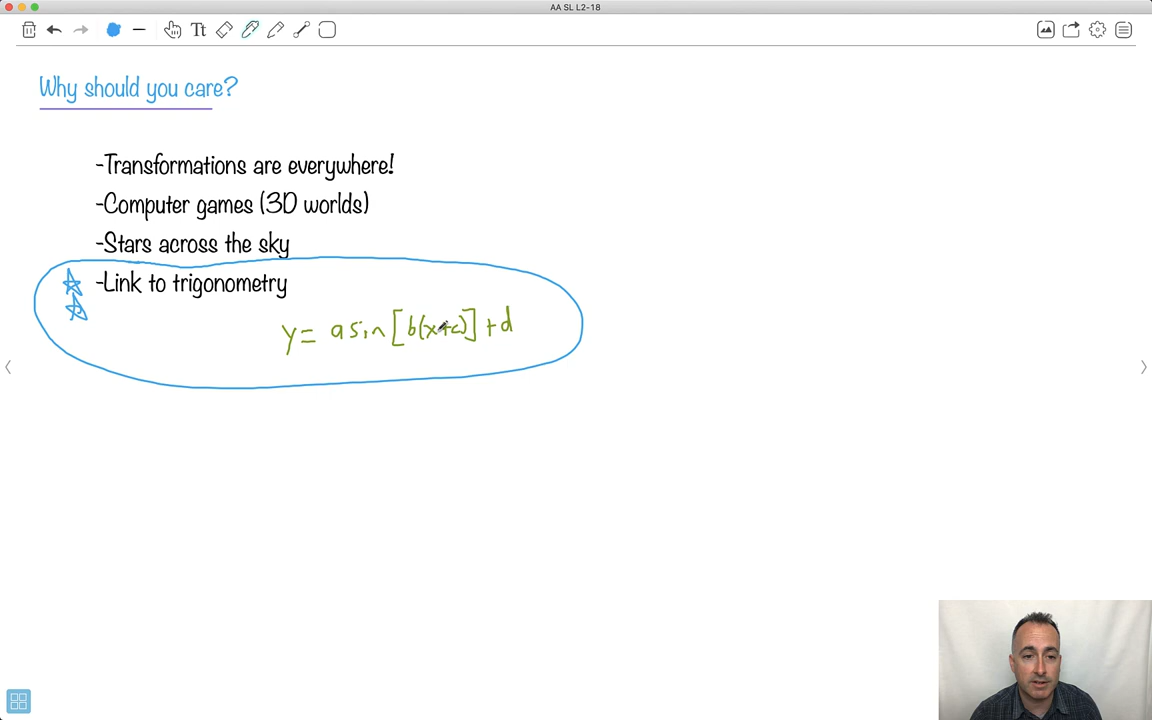 AA SL L2-18
Tt
Why should you care?
-Transformations are everywhere!
-Computer games (3D worlds)
-Stars across the sky
-Link to trigonometry
y = a sin [b(x+c)] + d